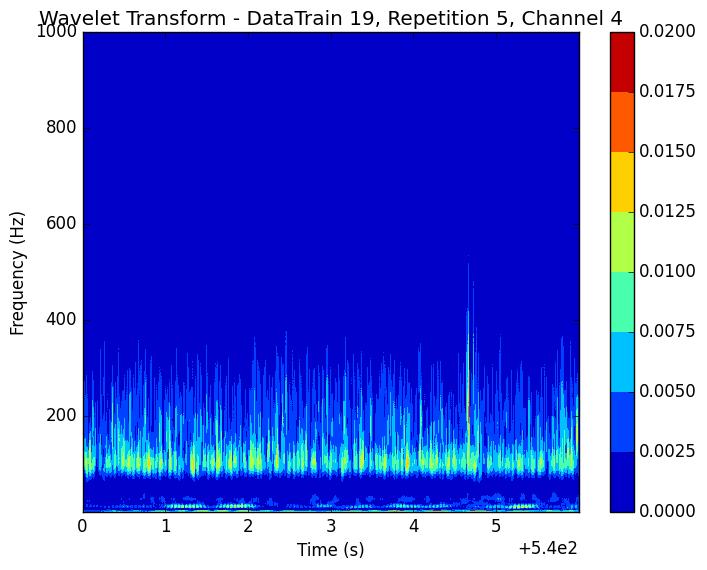 Wavelet Transform - DataTrain 19, Repetition 5, Channel 4
1000
800
600
400
200
Frequency (Hz)
0 1 2 3 4 5
Time (s)
+5.4e2
0.0200
0.0175
0.0150
0.0125
0.0100
0.0075
0.0050
0.0025
0.0000